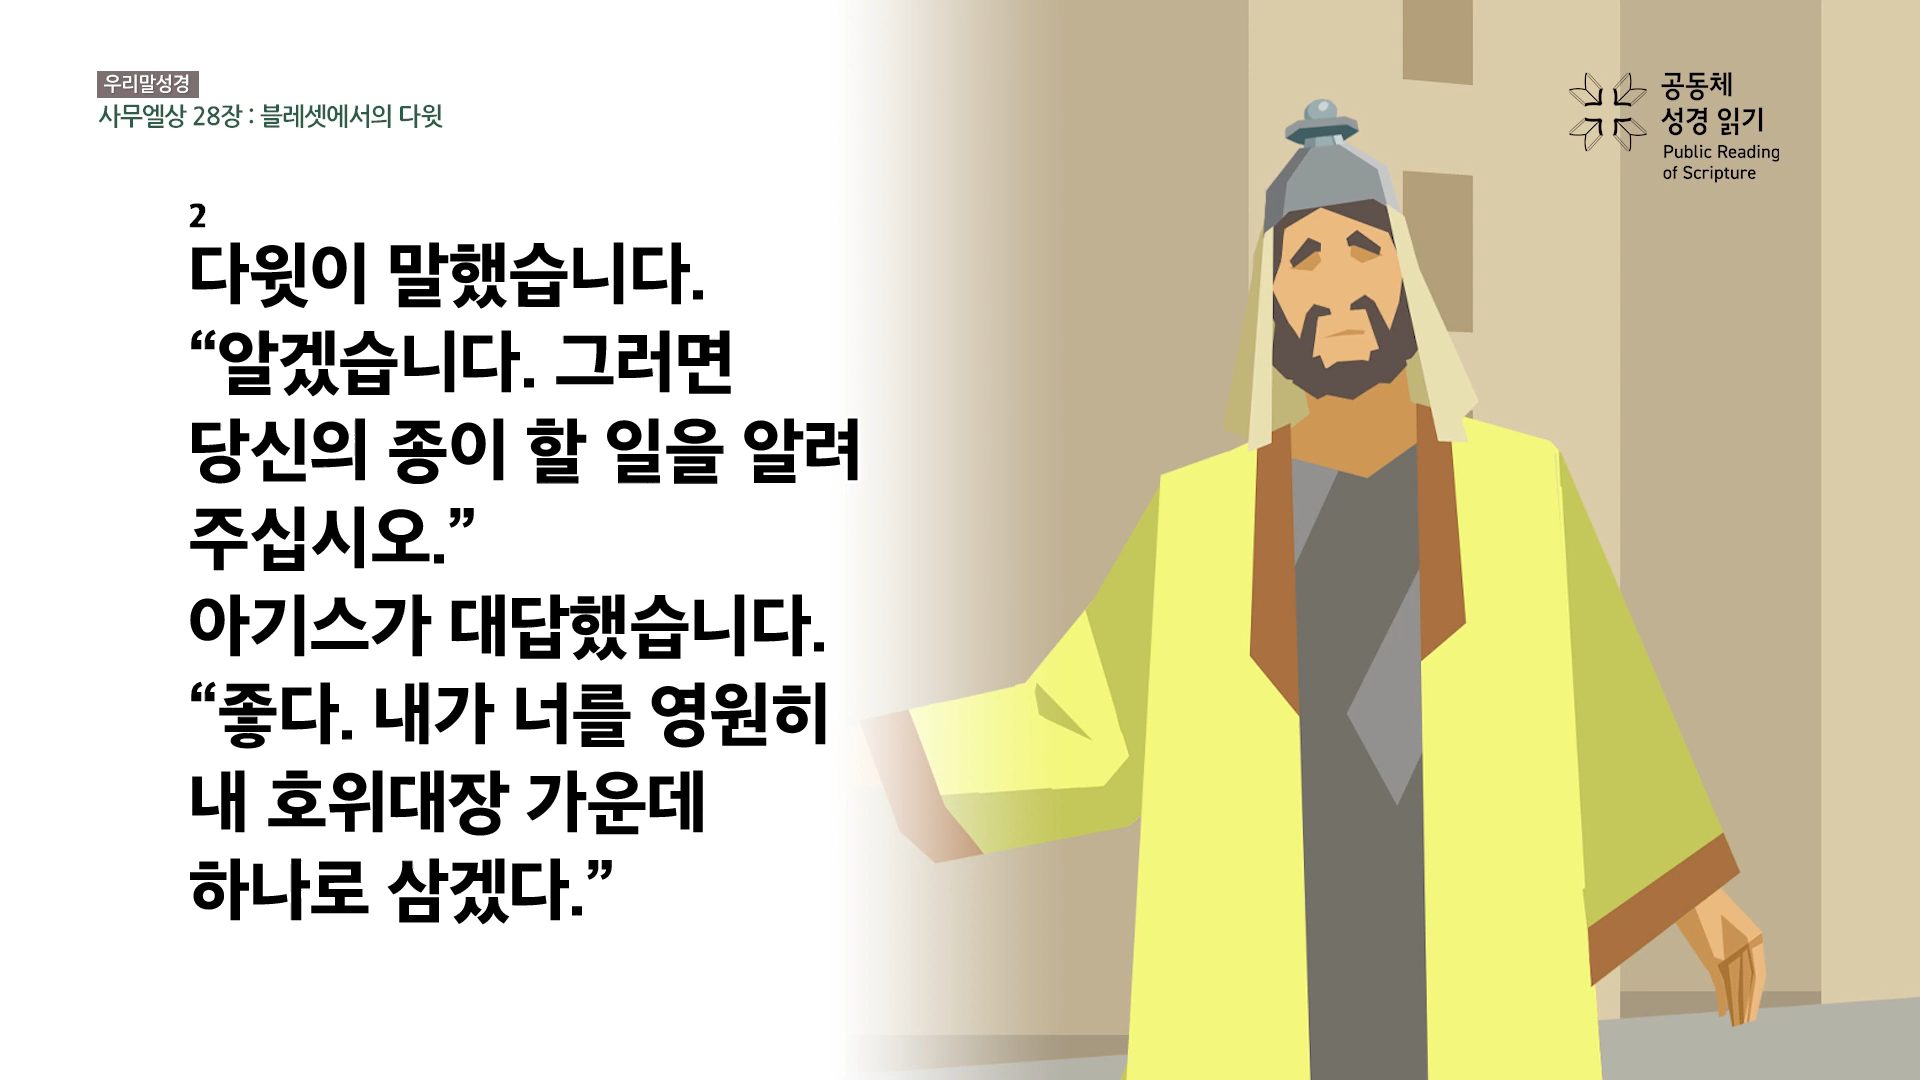 우리말성경
사무엘상 28장 : 블레셋에서의 다윗
공동체
성경 읽기
Public Reading
of Scripture
2
다윗이 말했습니다.
“알겠습니다. 그러면
당신의 종이 할 일을 알려
주십시오.”
아기스가 대답했습니다.
“좋다. 내가 너를 영원히
내 호위대장 가운데
하나로 삼겠다.”